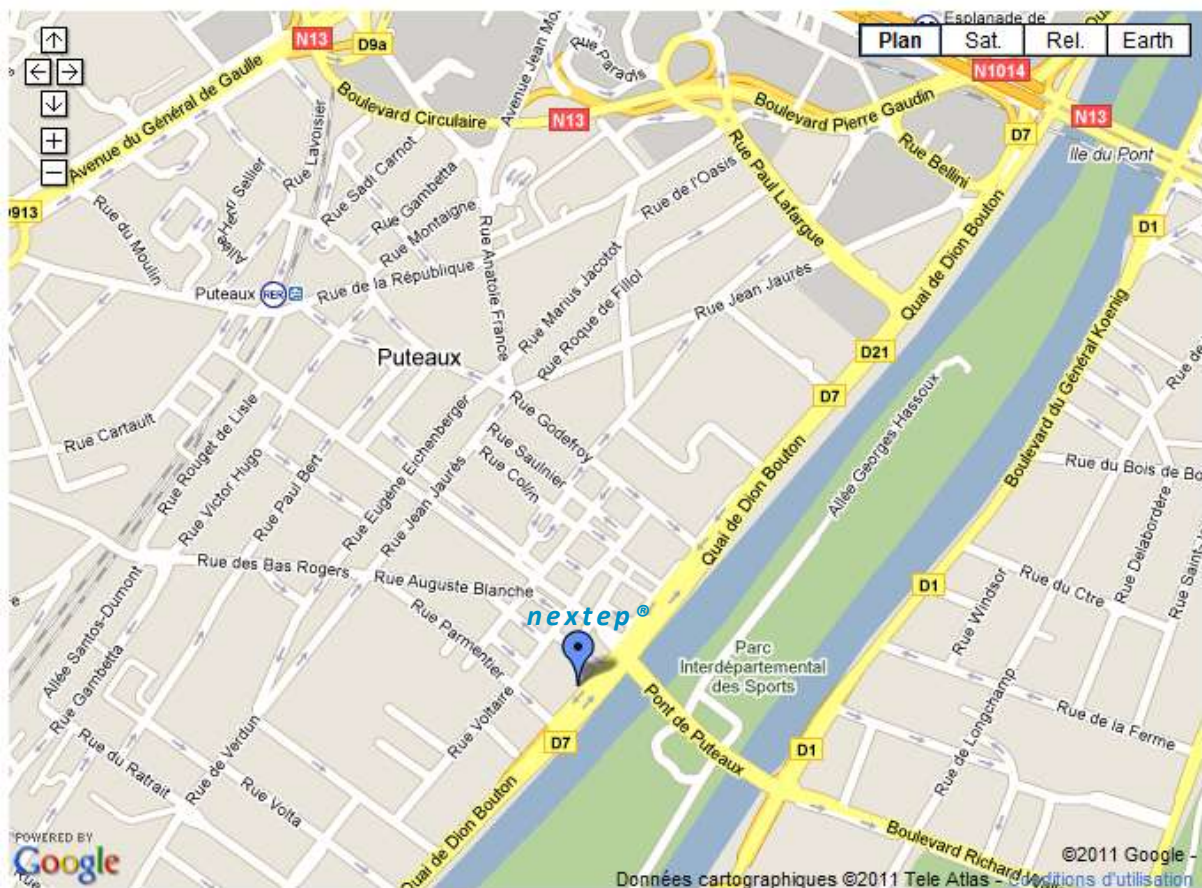 Esplanade de
Plan
Sat.
Rel.
Earth
N13
D9a
N1014
N13
N13
D7
Avenue du Général de Gaulle
Boulevard Circulaire
Rue Paradis
Boulevard Pierre Gaudin
Rue Bellini
Ile du Pont
Rue Lavoisier
Rue Sadi Carnot
Rue Gambetta
Rue Montaigne
Rue de l'Oasis
Rue Paul Lafargue
D1
Rue du Moulin
Rue de la République
Rue Anatole France
Rue Marius Jacotot
Rue Roque de Fillol
Rue Jean Jaurès
Quai de Dion Bouton
Puteaux
RER
Puteaux
D21
D7
Boulevard du Général Koenig
Allée Georges Hassoux
Rue Cartault
Rue Rouget de Lisle
Rue Victor Hugo
Rue Paul Bert
Rue Eugène Eichenberger
Rue Jean Jaurès
Rue Godefroy
Rue Saulnier
Rue Colin
Quai de Dion Bouton
Rue de
Rue du Bois de Bo
Rue Delabordère
Rue Saint-
Rue des Bas Rogers
Rue Auguste Blanche
Rue Parmentier
D1
Rue Windsor
Rue du Ctre
nextep®
Allée Santos-Dumont
Rue Gambetta
Parc
Interdépartemental
des Sports
Rue Voltaire
Pont de Puteaux
Rue de Longchamp
Rue de la Ferme
D7
D1
Rue du Ratrait
Rue de Verdun
Rue Volta
Quai de Dion Bouton
Boulevard Richard
POWERED BY
Google
©2011 Google -
Données cartographiques ©2011 Tele Atlas - Conditions d'utilisation